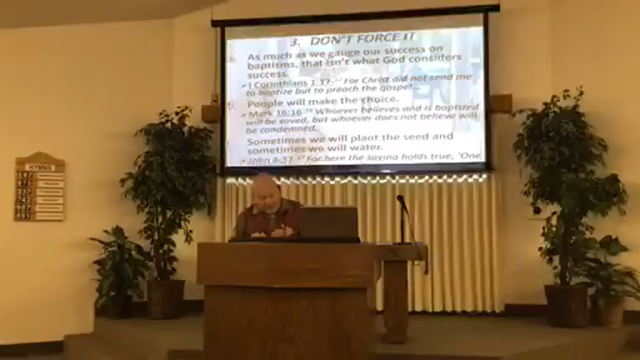 3. DON'T FORCE IT
As much as we gauge our success on
baptisms, that isn't what God considers
success.
I Corinthians 1:17- 17 For Christ did not send me
to baptize but to preach the gospel...
People will make the choice.
Mark 16:16 16 Whoever believes and is baptized
will be saved, but whoever does not believe will
be condemned.
Sometimes we will plant the seed and
sometimes we will water.
John 4:37 37 For here the saying holds true, "One
HYMNS